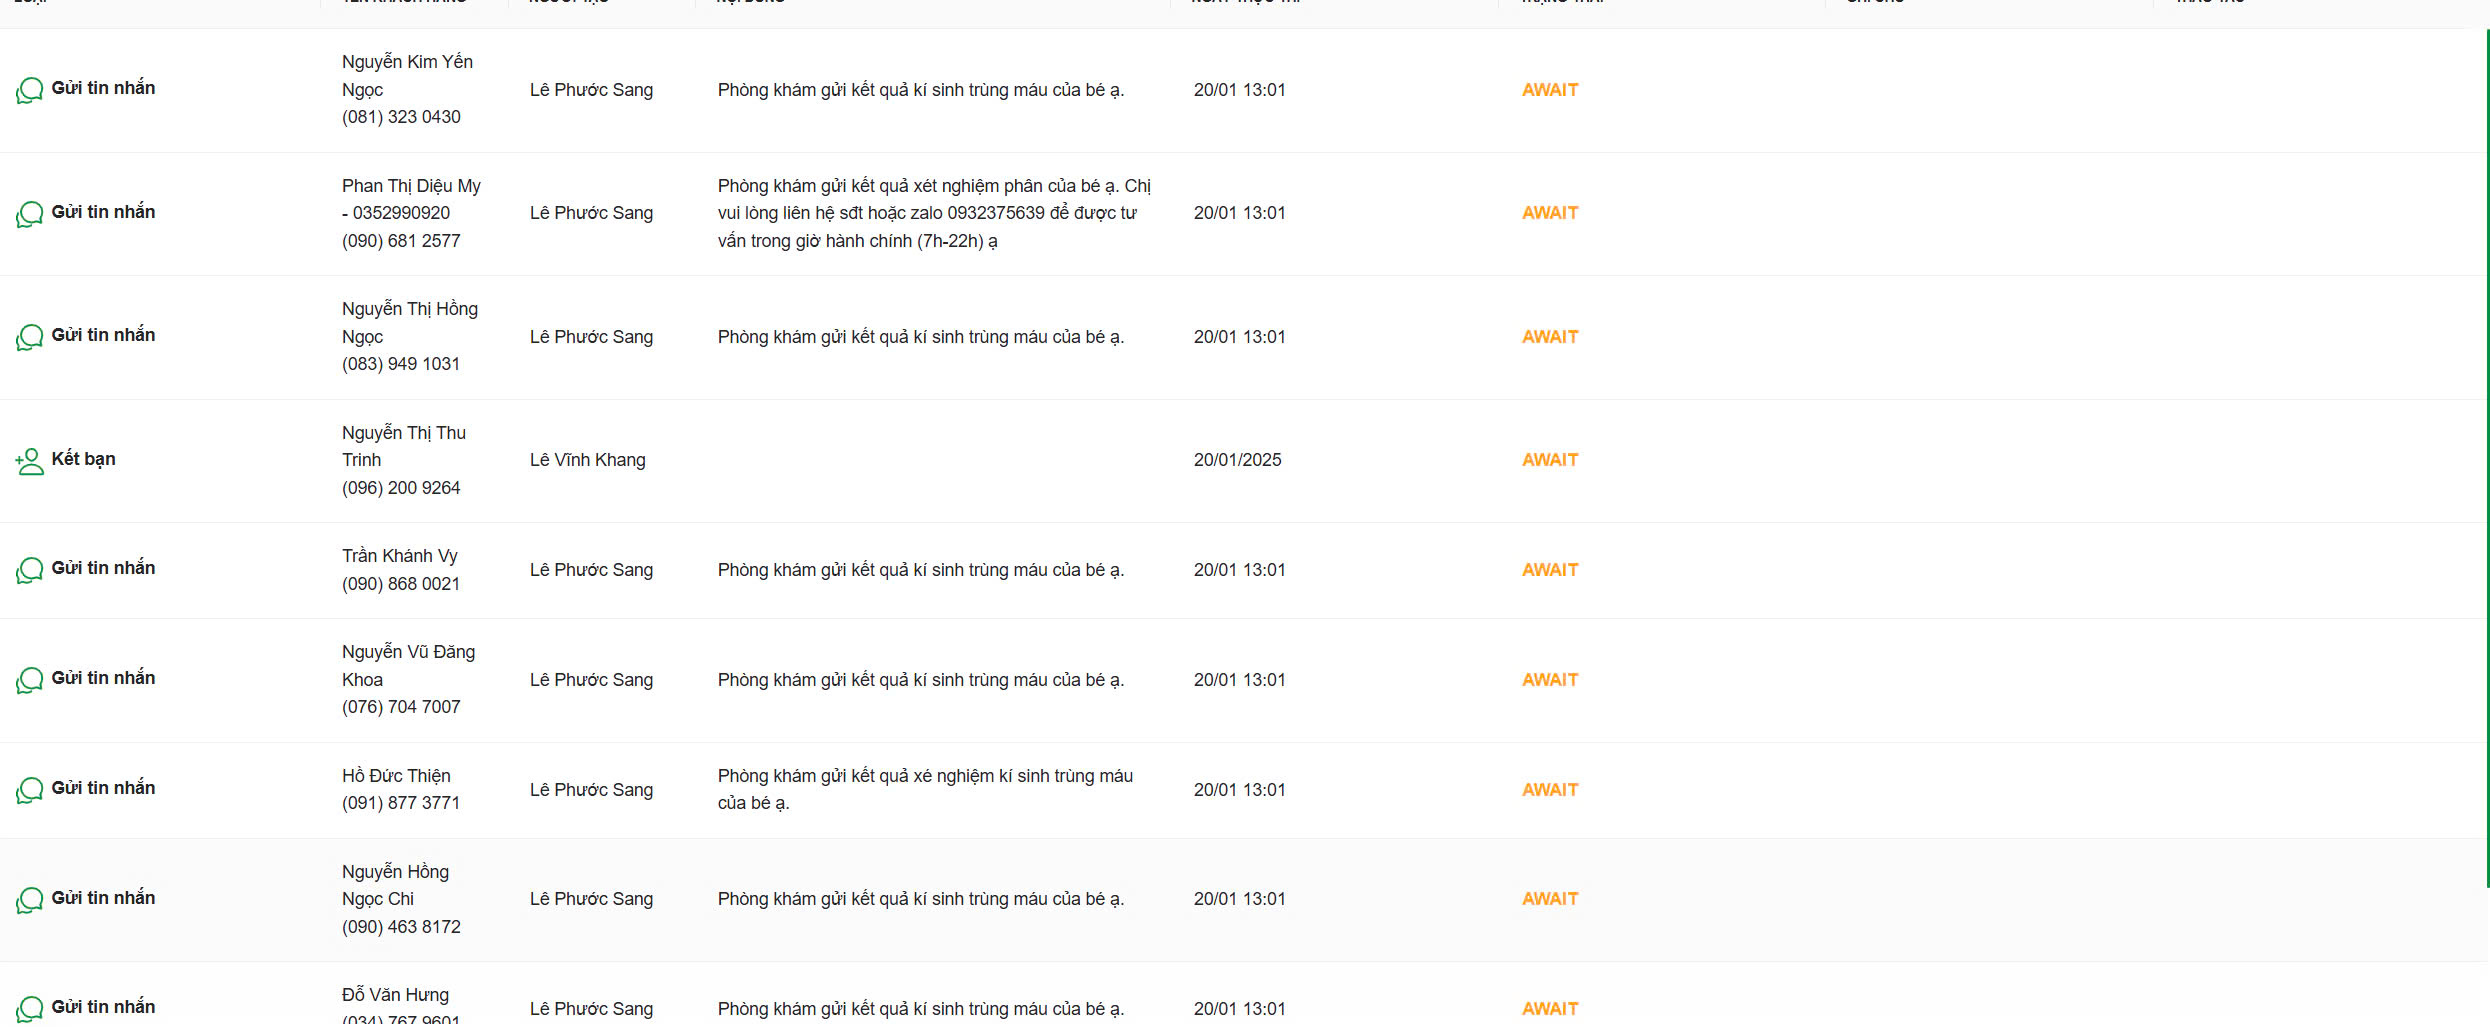 Gửi tin nhắn
Nguyễn Kim Yến
Ngọc
(081) 323 0430
Lê Phước Sang
Phòng khám gửi kết quả kí sinh trùng máu của bé ạ.
20/01 13:01
AWAIT
Gửi tin nhắn
Phan Thị Diệu My
- 0352990920
(090) 681 2577
Lê Phước Sang
Phòng khám gửi kết quả xét nghiệm phân của bé ạ. Chị
vui lòng liên hệ sđt hoặc zalo 0932375639 để được tư
vấn trong giờ hành chính (7h-22h) ạ
20/01 13:01
AWAIT
Gửi tin nhắn
Nguyễn Thị Hồng
Ngọc
(083) 949 1031
Lê Phước Sang
Phòng khám gửi kết quả kí sinh trùng máu của bé ạ.
20/01 13:01
AWAIT
Kết bạn
Nguyễn Thị Thu
Trinh
(096) 200 9264
Lê Vĩnh Khang
20/01/2025
AWAIT
Gửi tin nhắn
Trần Khánh Vy
(090) 868 0021
Lê Phước Sang
Phòng khám gửi kết quả kí sinh trùng máu của bé ạ.
20/01 13:01
AWAIT
Gửi tin nhắn
Nguyễn Vũ Đăng
Khoa
(076) 704 7007
Lê Phước Sang
Phòng khám gửi kết quả kí sinh trùng máu của bé ạ.
20/01 13:01
AWAIT
Gửi tin nhắn
Hồ Đức Thiện
(091) 877 3771
Lê Phước Sang
Phòng khám gửi kết quả xé nghiệm kí sinh trùng máu
của bé ạ.
20/01 13:01
AWAIT
Gửi tin nhắn
Nguyễn Hồng
Ngọc Chi
(090) 463 8172
Lê Phước Sang
Phòng khám gửi kết quả kí sinh trùng máu của bé ạ.
20/01 13:01
AWAIT
Gửi tin nhắn
Đỗ Văn Hưng
(034) 767 9601
Lê Phước Sang
Phòng khám gửi kết quả kí sinh trùng máu của bé ạ.
20/01 13:01
AWAIT